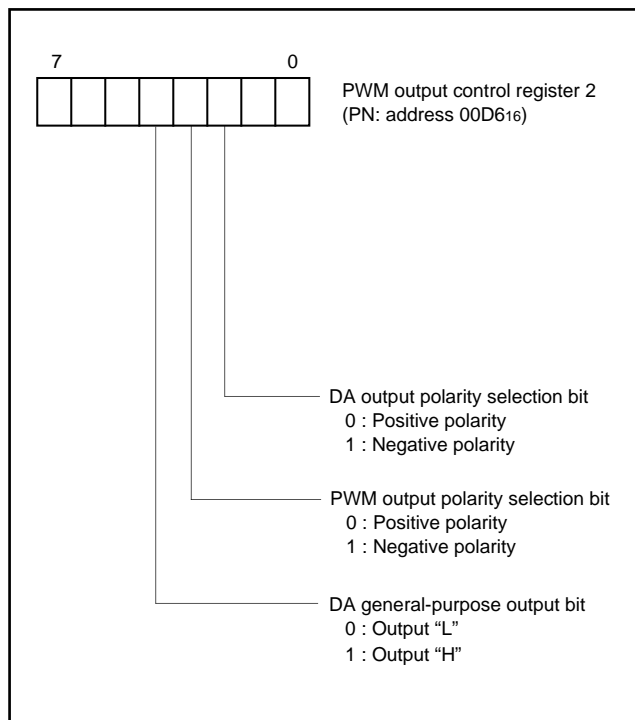 7 0
PWM output control register 2
(PN: address 00D616)
DA output polarity selection bit
0 : Positive polarity
1 : Negative polarity
PWM output polarity selection bit
0 : Positive polarity
1 : Negative polarity
DA general-purpose output bit
0 : Output “L”
1 : Output “H”